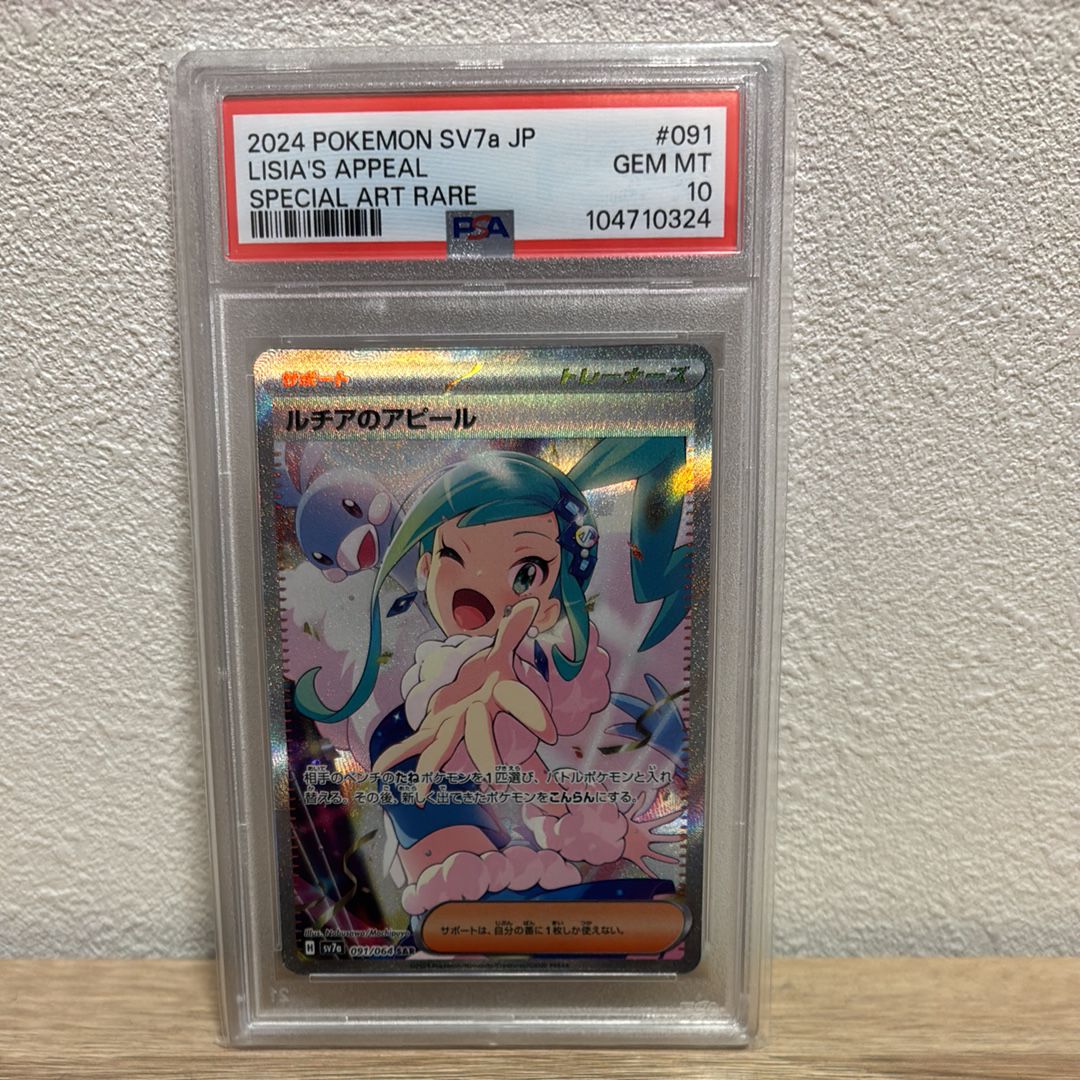 2024 POKEMON SV7a JP #091
LISIA'S APPEAL GEM MT
SPECIAL ART RARE 10
PSA 104710324
サポート トレーナーズ
ルチアのアピール
相手のベンチのたねポケモンを1匹選び、バトルポケモンと入れ
替える。その後、新しく出てきたポケモンをこんらんにする。
サポートは、自分の番に1枚しか使えない。
Illus. Nobusawa/Mochipuyo
H sv7a 091/064 SAR